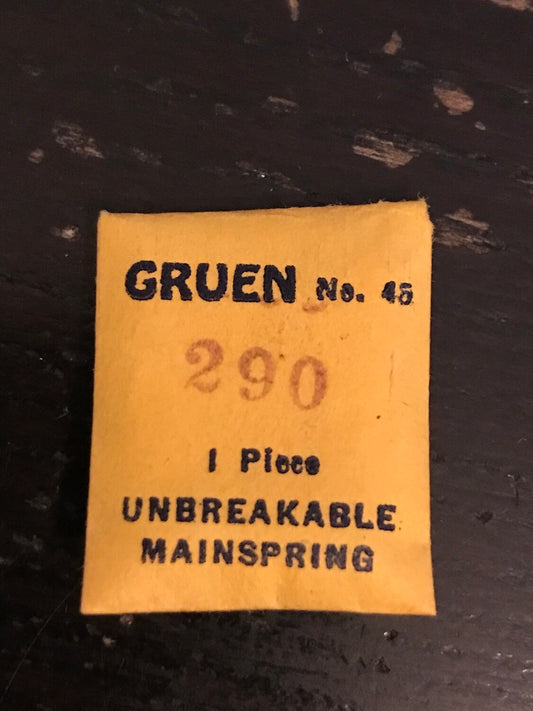 GRUEN No. 45
290
1 Piece
UNBREAKABLE
MAINSPRING